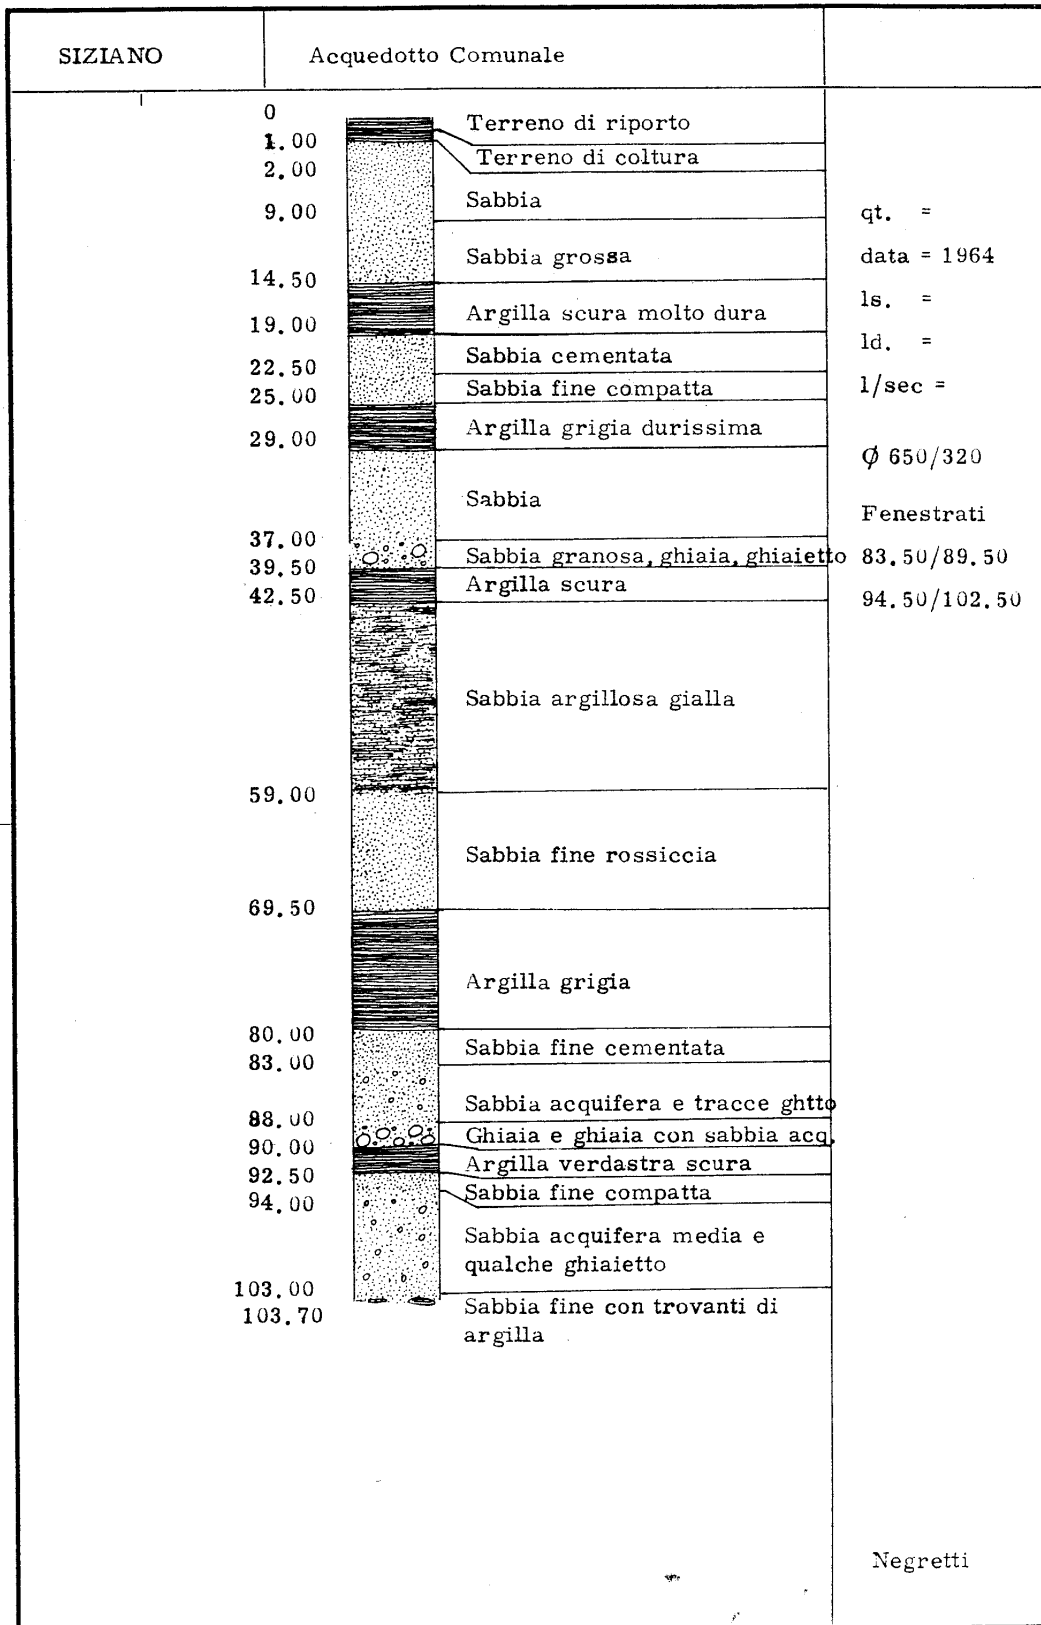 SIZIANO
Acquedotto Comunale
0
Terreno di riporto
1.00
Terreno di coltura
2.00
Sabbia
9.00
Sabbia grossa
14.50
Argilla scura molto dura
19.00
Sabbia cementata
22.50
Sabbia fine compatta
25.00
Argilla grigia durissima
29.00
Sabbia
37.00
Sabbia granosa, ghiaia, ghiaietto
39.50
Argilla scura
42.50
Sabbia argillosa gialla
59.00
Sabbia fine rossiccia
69.50
Argilla grigia
80.00
Sabbia fine cementata
83.00
Sabbia acquifera e tracce ghtto
88.00
Ghiaia e ghiaia con sabbia acq.
90.00
Argilla verdastra scura
92.50
Sabbia fine compatta
94.00
Sabbia acquifera media e
qualche ghiaietto
103.00
Sabbia fine con trovanti di
argilla
103.70
qt. =
data = 1964
ls. =
ld. =
l/sec =
Ø 650/320
Fenestrati
83.50/89.50
94.50/102.50
Negretti